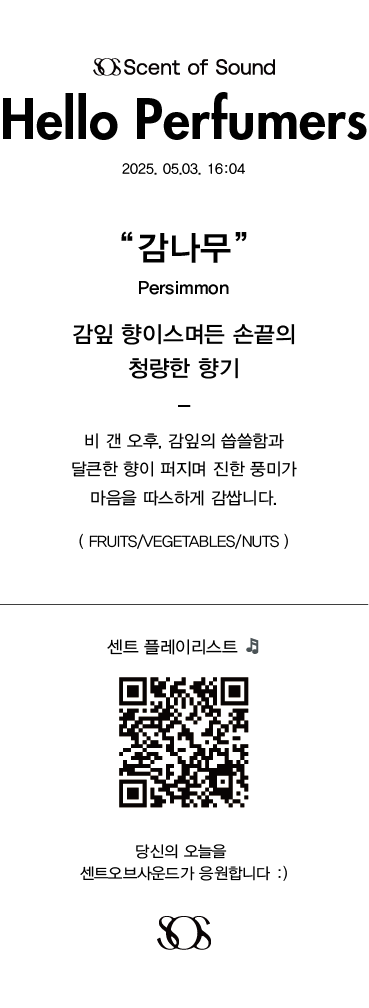 SOS Scent of Sound
Hello Perfumers
2025. 05.03. 16:04
“감나무”
Persimmon
감잎 향이스며든 손끝의
청량한 향기
–
비 갠 오후, 감잎의 씁쓸함과
달큰한 향이 퍼지며 진한 풍미가
마음을 따스하게 감쌉니다.
( FRUITS/VEGETABLES/NUTS )
센트 플레이리스트 🎵
당신의 오늘을
센트오브사운드가 응원합니다 :)
SOS